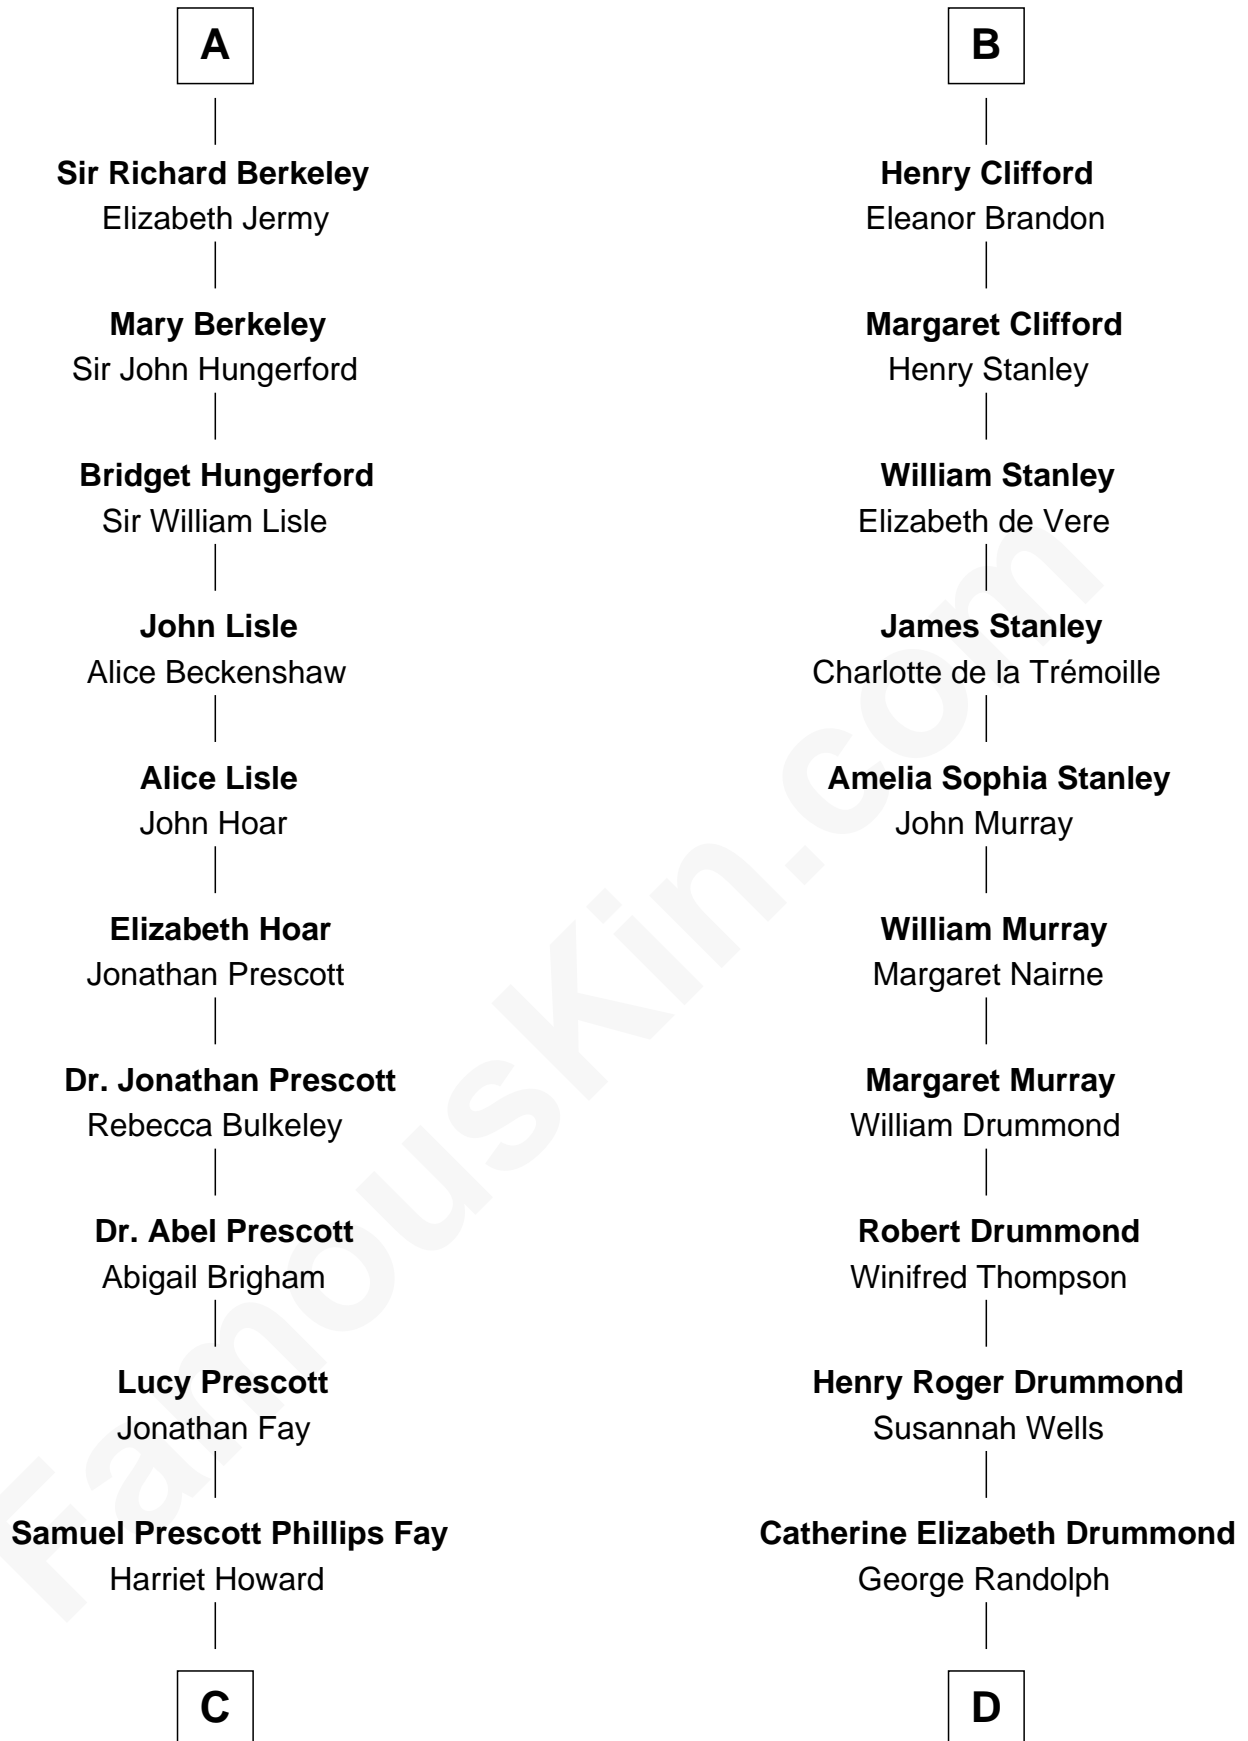 A
Sir Richard Berkeley
Elizabeth Jermy
Mary Berkeley
Sir John Hungerford
Bridget Hungerford
Sir William Lisle
John Lisle
Alice Beckenshaw
Alice Lisle
John Hoar
Elizabeth Hoar
Jonathan Prescott
Dr. Jonathan Prescott
Rebecca Bulkeley
Dr. Abel Prescott
Abigail Brigham
Lucy Prescott
Jonathan Fay
Samuel Prescott Phillips Fay
Harriet Howard
C
B
Henry Clifford
Eleanor Brandon
Margaret Clifford
Henry Stanley
William Stanley
Elizabeth de Vere
James Stanley
Charlotte de la Trémoille
Amelia Sophia Stanley
John Murray
William Murray
Margaret Nairne
Margaret Murray
William Drummond
Robert Drummond
Winifred Thompson
Henry Roger Drummond
Susannah Wells
Catherine Elizabeth Drummond
George Randolph
D
FamousKin.com